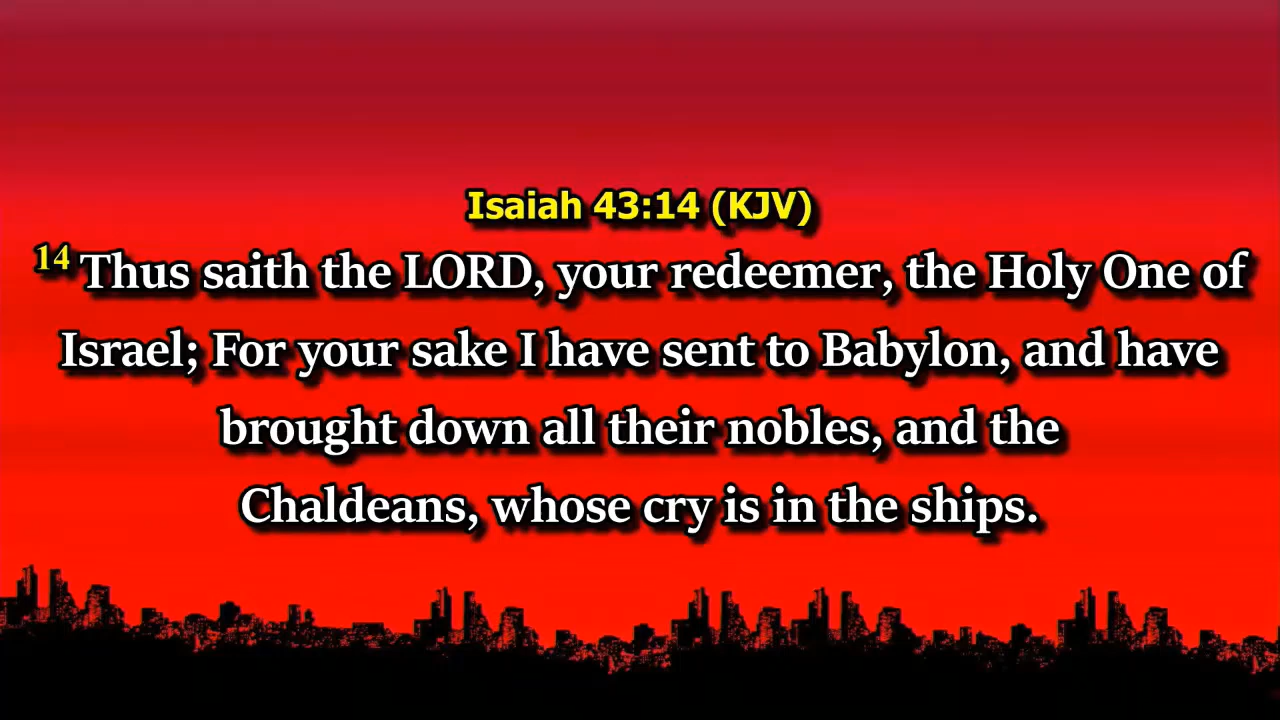 Isaiah 43:14 (KJV)
14 Thus saith the LORD, your redeemer, the Holy One of
Israel; For your sake I have sent to Babylon, and have
brought down all their nobles, and the
Chaldeans, whose cry is in the ships.